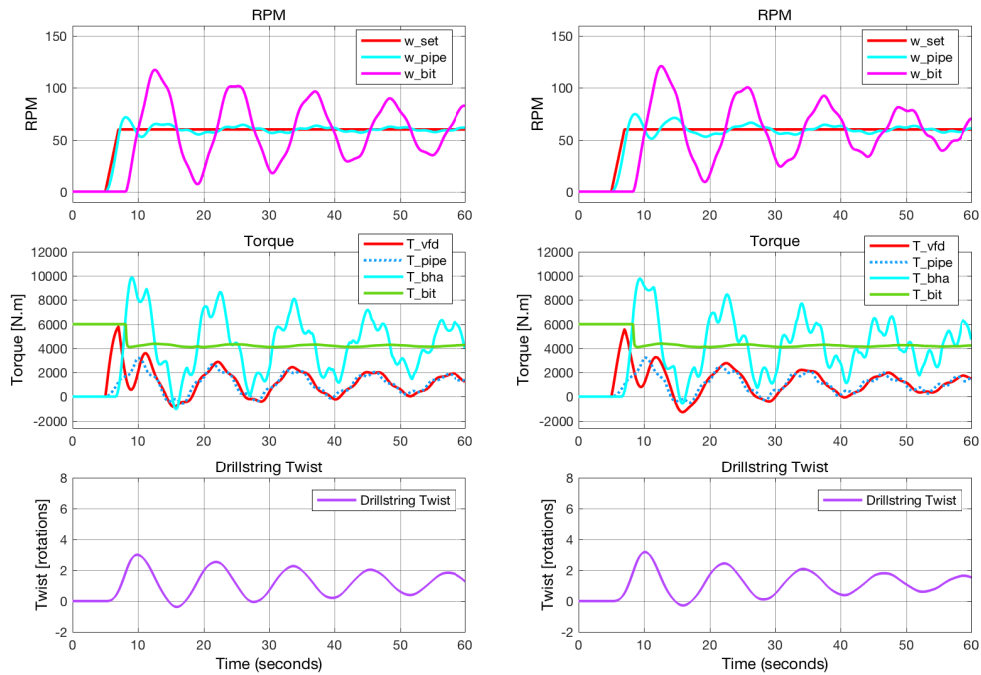 RPM
150
100
50
0
RPM
w_set
w_pipe
w_bit
0 10 20 30 40 50 60
Torque
12000
10000
8000
6000
4000
2000
0
-2000
Torque [N.m]
T_vfd
T_pipe
T_bha
T_bit
0 10 20 30 40 50 60
Drillstring Twist
8
6
4
2
0
-2
Twist [rotations]
Drillstring Twist
0 10 20 30 40 50 60
Time (seconds)
RPM
150
100
50
0
RPM
w_set
w_pipe
w_bit
0 10 20 30 40 50 60
Torque
12000
10000
8000
6000
4000
2000
0
-2000
Torque [N.m]
T_vfd
T_pipe
T_bha
T_bit
0 10 20 30 40 50 60
Drillstring Twist
8
6
4
2
0
-2
Twist [rotations]
Drillstring Twist
0 10 20 30 40 50 60
Time (seconds)